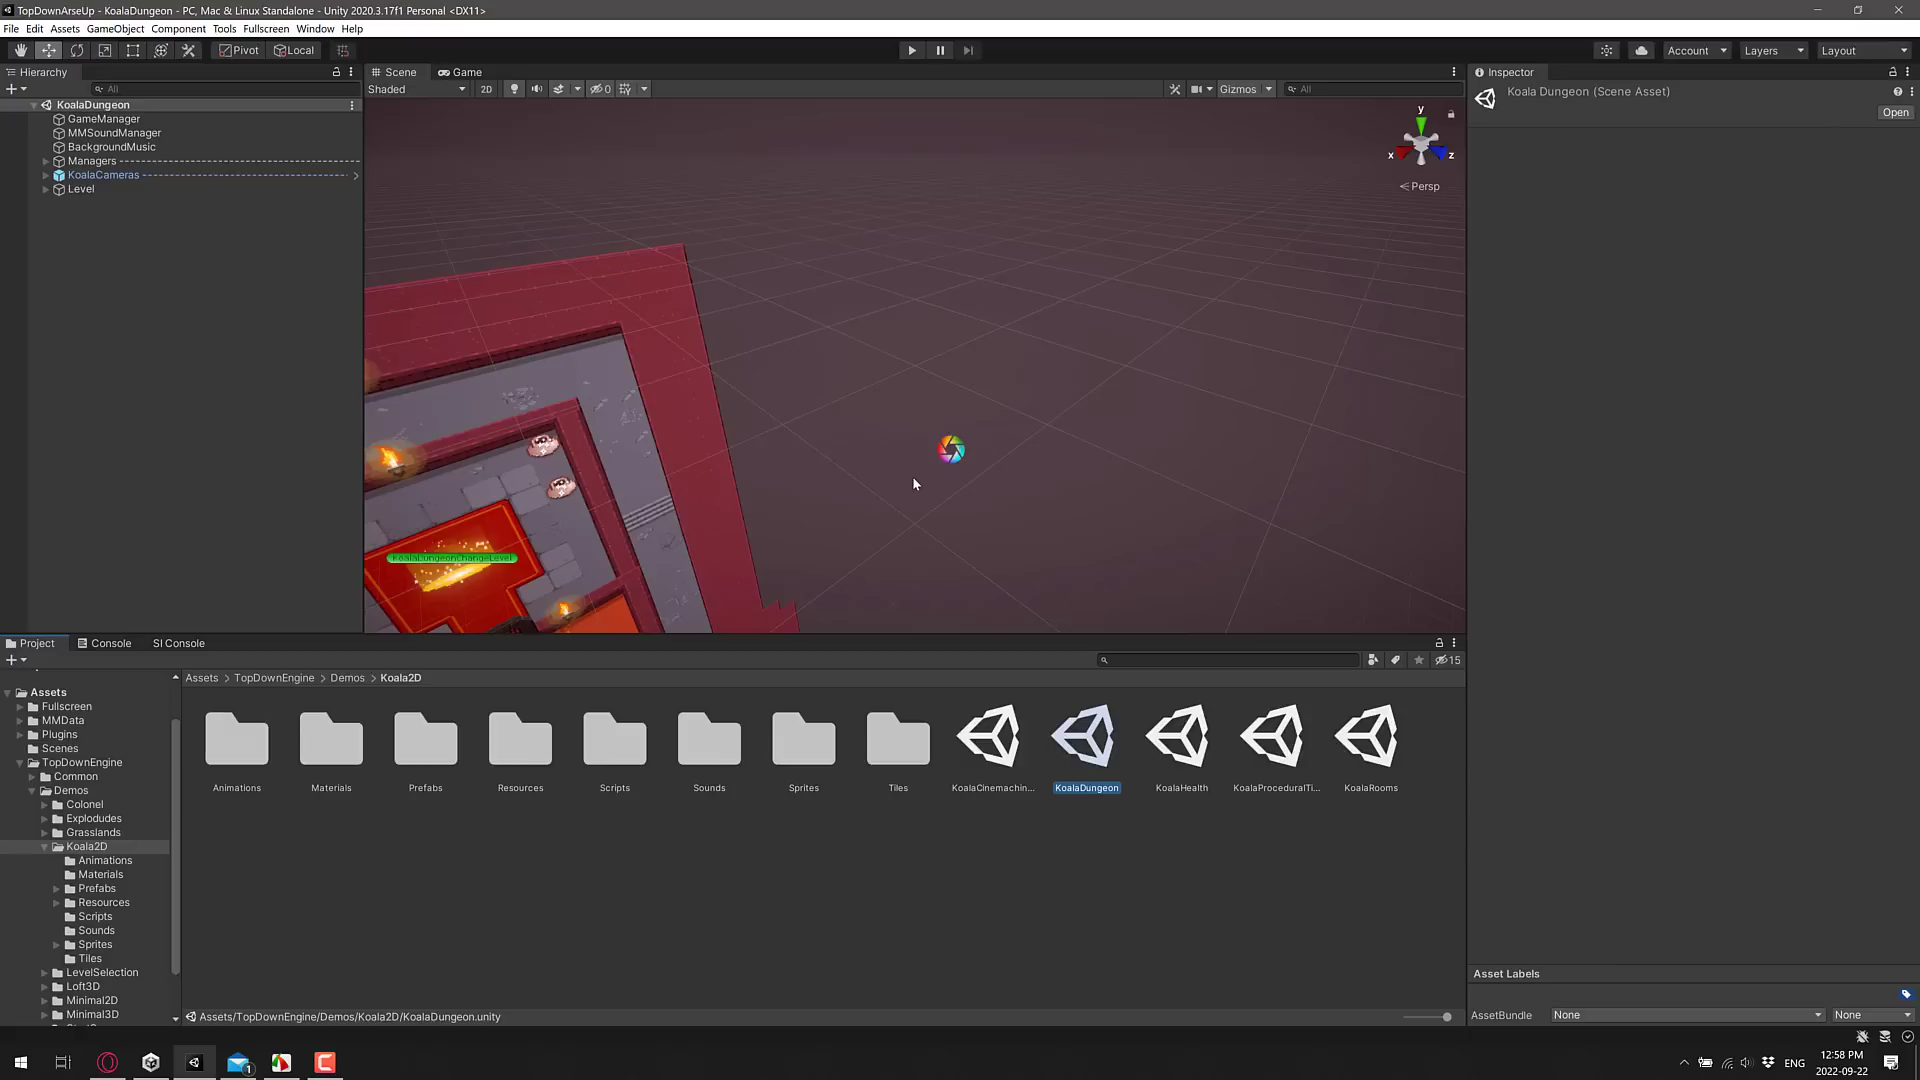 TopDownArseUp - KoalaDungeon - PC, Mac & Linux Standalone - Unity 2020.3.17f1 Personal <DX11>
File Edit Assets GameObject Component Tools Fullscreen Window Help
Pivot Local Account Layers Layout
Hierarchy
All
KoalaDungeon
GameManager
MMSoundManager
BackgroundMusic
Managers
KoalaCameras
Level
Scene Game
Shaded 2D 0 Gizmos All
y
x z
Persp
KoalaDungeonChangeLevel
Inspector
Koala Dungeon (Scene Asset)
Open
Project Console SI Console
15
Assets
Fullscreen
MMData
Plugins
Scenes
TopDownEngine
Common
Demos
Colonel
Explodudes
Grasslands
Koala2D
Animations
Materials
Prefabs
Resources
Scripts
Sounds
Sprites
Tiles
LevelSelection
Loft3D
Minimal2D
Minimal3D
Assets > TopDownEngine > Demos > Koala2D
Animations Materials Prefabs Resources Scripts Sounds Sprites Tiles KoalaCinemachin... KoalaDungeon KoalaHealth KoalaProceduralTi... KoalaRooms
Assets/TopDownEngine/Demos/Koala2D/KoalaDungeon.unity
Asset Labels
AssetBundle None None
1
ENG
12:58 PM
2022-09-22